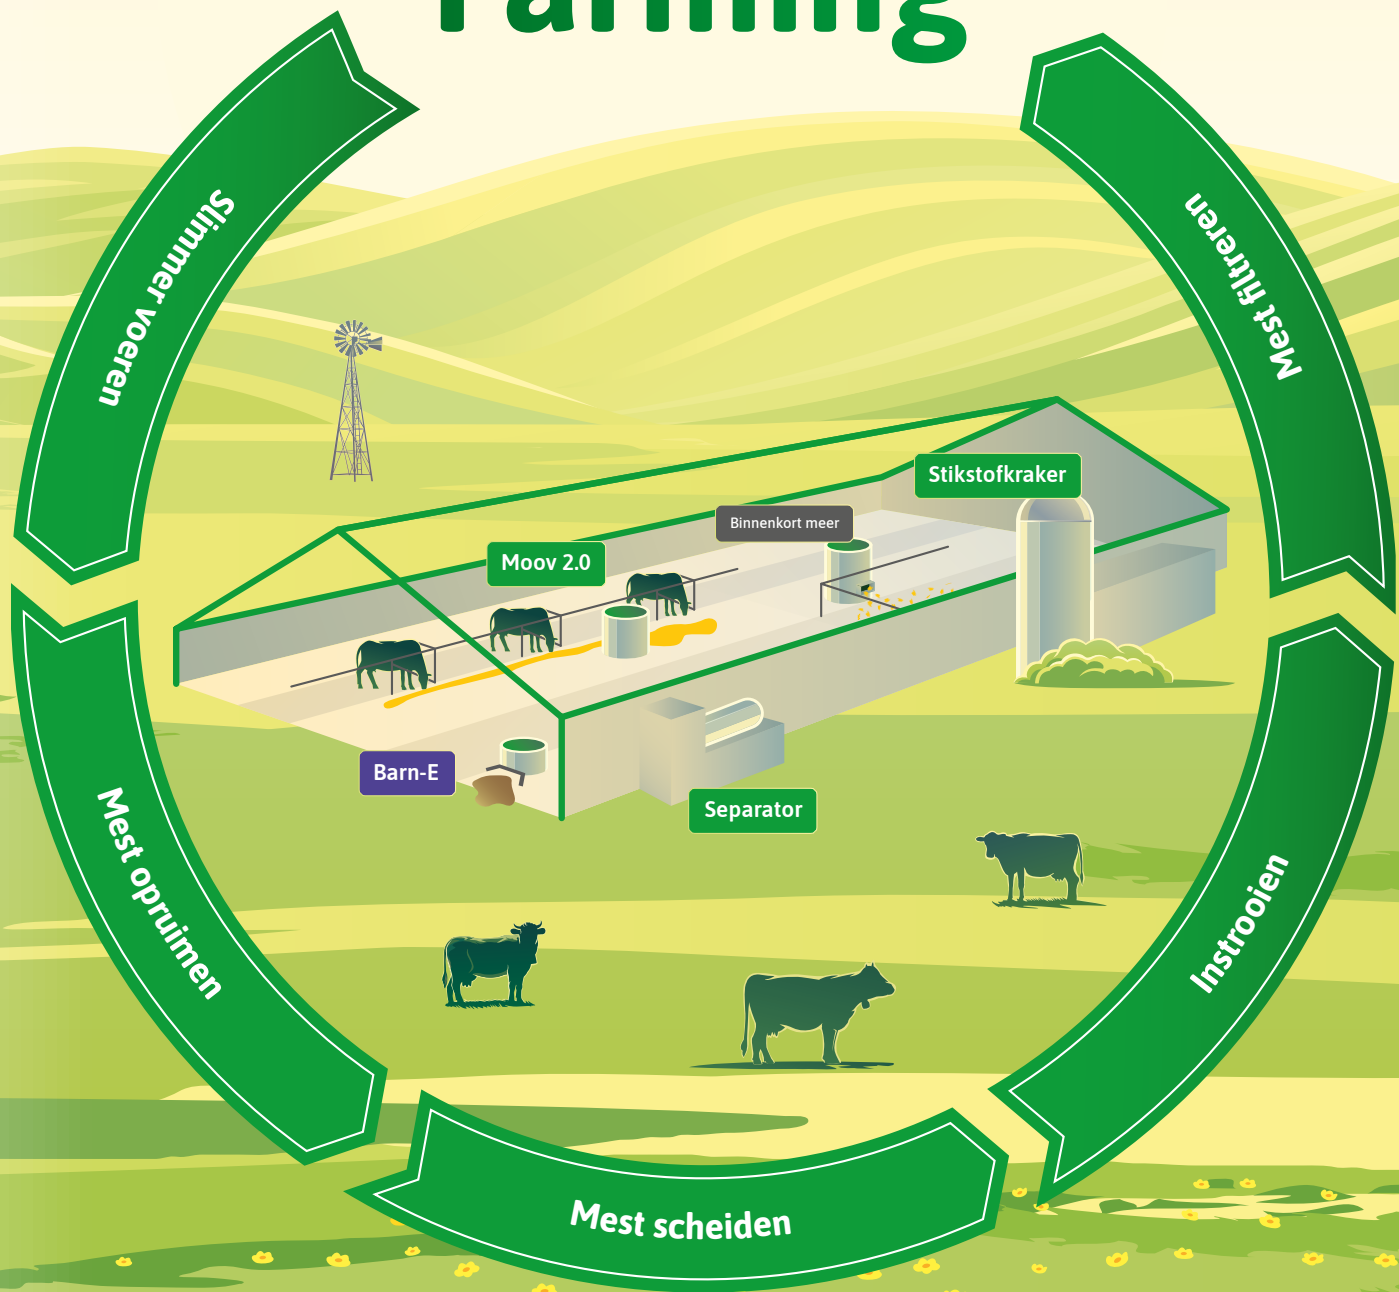 Farming
Slimmer voeren
Mest filtreren
Stikstofkraker
Binnenkort meer
Moov 2.0
Barn-E
Separator
Mest opruimen
Instrooien
Mest scheiden